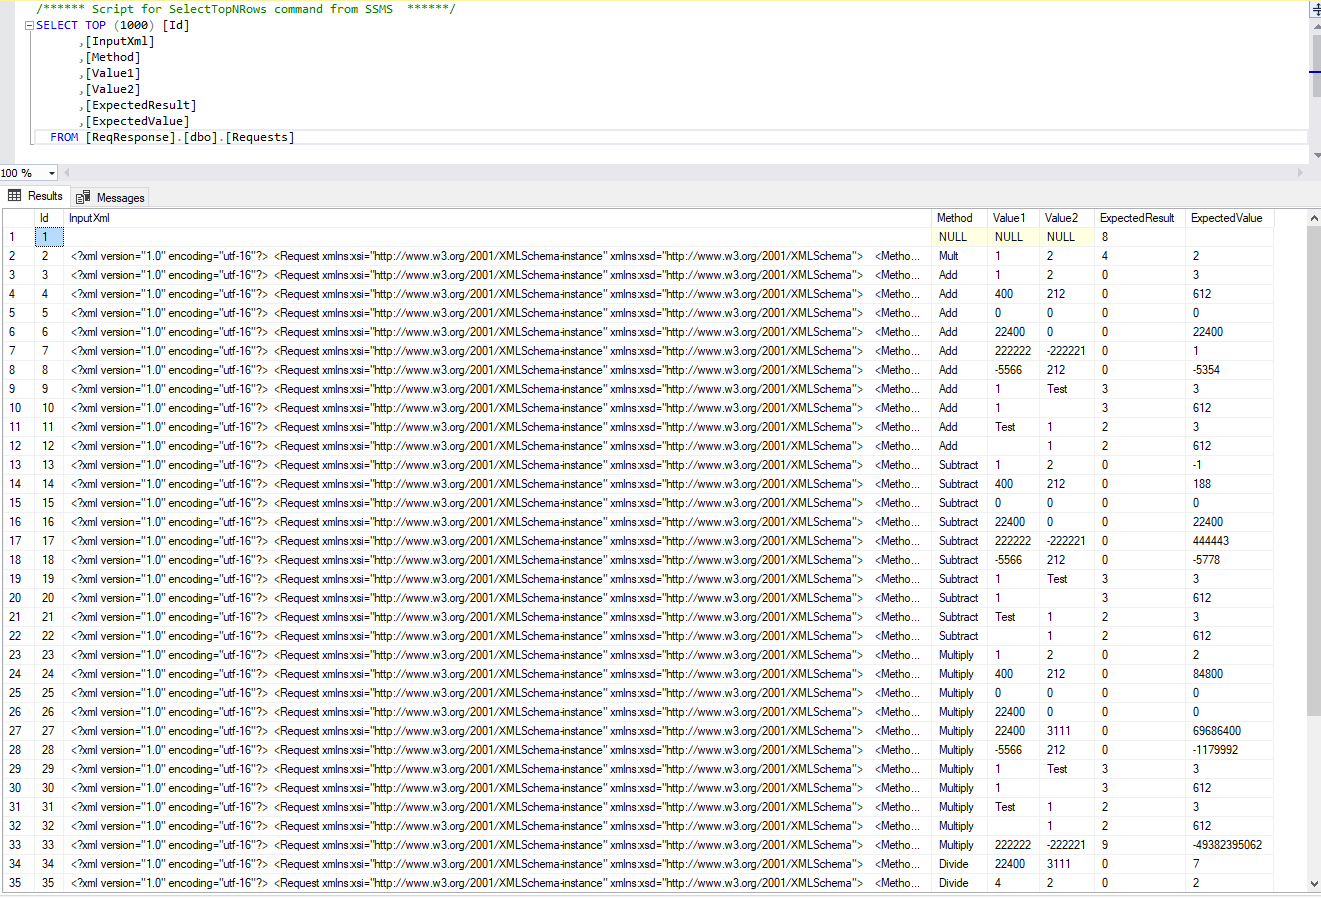 /****** Script for SelectTopNRows command from SSMS  ******/
SELECT TOP (1000) [Id]
,[InputXml]
,[Method]
,[Value1]
,[Value2]
,[ExpectedResult]
,[ExpectedValue]
FROM [ReqResponse].[dbo].[Requests]
100 %
Results Messages
Id InputXml Method Value1 Value2 ExpectedResult ExpectedValue
1 1 NULL NULL NULL 8
2 2 <?xml version="1.0" encoding="utf-16"?> <Request xmlns:xsi="http://www.w3.org/2001/XMLSchema-instance" xmlns:xsd="http://www.w3.org/2001/XMLSchema"> <Metho... Mult 1 2 4 2
3 3 <?xml version="1.0" encoding="utf-16"?> <Request xmlns:xsi="http://www.w3.org/2001/XMLSchema-instance" xmlns:xsd="http://www.w3.org/2001/XMLSchema"> <Metho... Add 1 2 0 3
4 4 <?xml version="1.0" encoding="utf-16"?> <Request xmlns:xsi="http://www.w3.org/2001/XMLSchema-instance" xmlns:xsd="http://www.w3.org/2001/XMLSchema"> <Metho... Add 400 212 0 612
5 5 <?xml version="1.0" encoding="utf-16"?> <Request xmlns:xsi="http://www.w3.org/2001/XMLSchema-instance" xmlns:xsd="http://www.w3.org/2001/XMLSchema"> <Metho... Add 0 0 0 0
6 6 <?xml version="1.0" encoding="utf-16"?> <Request xmlns:xsi="http://www.w3.org/2001/XMLSchema-instance" xmlns:xsd="http://www.w3.org/2001/XMLSchema"> <Metho... Add 22400 0 0 22400
7 7 <?xml version="1.0" encoding="utf-16"?> <Request xmlns:xsi="http://www.w3.org/2001/XMLSchema-instance" xmlns:xsd="http://www.w3.org/2001/XMLSchema"> <Metho... Add 222222 -222221 0 1
8 8 <?xml version="1.0" encoding="utf-16"?> <Request xmlns:xsi="http://www.w3.org/2001/XMLSchema-instance" xmlns:xsd="http://www.w3.org/2001/XMLSchema"> <Metho... Add -5566 212 0 -5354
9 9 <?xml version="1.0" encoding="utf-16"?> <Request xmlns:xsi="http://www.w3.org/2001/XMLSchema-instance" xmlns:xsd="http://www.w3.org/2001/XMLSchema"> <Metho... Add 1 Test 3 3
10 10 <?xml version="1.0" encoding="utf-16"?> <Request xmlns:xsi="http://www.w3.org/2001/XMLSchema-instance" xmlns:xsd="http://www.w3.org/2001/XMLSchema"> <Metho... Add 1 3 612
11 11 <?xml version="1.0" encoding="utf-16"?> <Request xmlns:xsi="http://www.w3.org/2001/XMLSchema-instance" xmlns:xsd="http://www.w3.org/2001/XMLSchema"> <Metho... Add Test 1 2 3
12 12 <?xml version="1.0" encoding="utf-16"?> <Request xmlns:xsi="http://www.w3.org/2001/XMLSchema-instance" xmlns:xsd="http://www.w3.org/2001/XMLSchema"> <Metho... Add 1 2 612
13 13 <?xml version="1.0" encoding="utf-16"?> <Request xmlns:xsi="http://www.w3.org/2001/XMLSchema-instance" xmlns:xsd="http://www.w3.org/2001/XMLSchema"> <Metho... Subtract 1 2 0 -1
14 14 <?xml version="1.0" encoding="utf-16"?> <Request xmlns:xsi="http://www.w3.org/2001/XMLSchema-instance" xmlns:xsd="http://www.w3.org/2001/XMLSchema"> <Metho... Subtract 400 212 0 188
15 15 <?xml version="1.0" encoding="utf-16"?> <Request xmlns:xsi="http://www.w3.org/2001/XMLSchema-instance" xmlns:xsd="http://www.w3.org/2001/XMLSchema"> <Metho... Subtract 0 0 0 0
16 16 <?xml version="1.0" encoding="utf-16"?> <Request xmlns:xsi="http://www.w3.org/2001/XMLSchema-instance" xmlns:xsd="http://www.w3.org/2001/XMLSchema"> <Metho... Subtract 22400 0 0 22400
17 17 <?xml version="1.0" encoding="utf-16"?> <Request xmlns:xsi="http://www.w3.org/2001/XMLSchema-instance" xmlns:xsd="http://www.w3.org/2001/XMLSchema"> <Metho... Subtract 222222 -222221 0 444443
18 18 <?xml version="1.0" encoding="utf-16"?> <Request xmlns:xsi="http://www.w3.org/2001/XMLSchema-instance" xmlns:xsd="http://www.w3.org/2001/XMLSchema"> <Metho... Subtract -5566 212 0 -5778
19 19 <?xml version="1.0" encoding="utf-16"?> <Request xmlns:xsi="http://www.w3.org/2001/XMLSchema-instance" xmlns:xsd="http://www.w3.org/2001/XMLSchema"> <Metho... Subtract 1 Test 3 3
20 20 <?xml version="1.0" encoding="utf-16"?> <Request xmlns:xsi="http://www.w3.org/2001/XMLSchema-instance" xmlns:xsd="http://www.w3.org/2001/XMLSchema"> <Metho... Subtract 1 3 612
21 21 <?xml version="1.0" encoding="utf-16"?> <Request xmlns:xsi="http://www.w3.org/2001/XMLSchema-instance" xmlns:xsd="http://www.w3.org/2001/XMLSchema"> <Metho... Subtract Test 1 2 3
22 22 <?xml version="1.0" encoding="utf-16"?> <Request xmlns:xsi="http://www.w3.org/2001/XMLSchema-instance" xmlns:xsd="http://www.w3.org/2001/XMLSchema"> <Metho... Subtract 1 2 612
23 23 <?xml version="1.0" encoding="utf-16"?> <Request xmlns:xsi="http://www.w3.org/2001/XMLSchema-instance" xmlns:xsd="http://www.w3.org/2001/XMLSchema"> <Metho... Multiply 1 2 0 2
24 24 <?xml version="1.0" encoding="utf-16"?> <Request xmlns:xsi="http://www.w3.org/2001/XMLSchema-instance" xmlns:xsd="http://www.w3.org/2001/XMLSchema"> <Metho... Multiply 400 212 0 84800
25 25 <?xml version="1.0" encoding="utf-16"?> <Request xmlns:xsi="http://www.w3.org/2001/XMLSchema-instance" xmlns:xsd="http://www.w3.org/2001/XMLSchema"> <Metho... Multiply 0 0 0 0
26 26 <?xml version="1.0" encoding="utf-16"?> <Request xmlns:xsi="http://www.w3.org/2001/XMLSchema-instance" xmlns:xsd="http://www.w3.org/2001/XMLSchema"> <Metho... Multiply 22400 0 0 0
27 27 <?xml version="1.0" encoding="utf-16"?> <Request xmlns:xsi="http://www.w3.org/2001/XMLSchema-instance" xmlns:xsd="http://www.w3.org/2001/XMLSchema"> <Metho... Multiply 22400 3111 0 69686400
28 28 <?xml version="1.0" encoding="utf-16"?> <Request xmlns:xsi="http://www.w3.org/2001/XMLSchema-instance" xmlns:xsd="http://www.w3.org/2001/XMLSchema"> <Metho... Multiply -5566 212 0 -1179992
29 29 <?xml version="1.0" encoding="utf-16"?> <Request xmlns:xsi="http://www.w3.org/2001/XMLSchema-instance" xmlns:xsd="http://www.w3.org/2001/XMLSchema"> <Metho... Multiply 1 Test 3 3
30 30 <?xml version="1.0" encoding="utf-16"?> <Request xmlns:xsi="http://www.w3.org/2001/XMLSchema-instance" xmlns:xsd="http://www.w3.org/2001/XMLSchema"> <Metho... Multiply 1 3 612
31 31 <?xml version="1.0" encoding="utf-16"?> <Request xmlns:xsi="http://www.w3.org/2001/XMLSchema-instance" xmlns:xsd="http://www.w3.org/2001/XMLSchema"> <Metho... Multiply Test 1 2 3
32 32 <?xml version="1.0" encoding="utf-16"?> <Request xmlns:xsi="http://www.w3.org/2001/XMLSchema-instance" xmlns:xsd="http://www.w3.org/2001/XMLSchema"> <Metho... Multiply 1 2 612
33 33 <?xml version="1.0" encoding="utf-16"?> <Request xmlns:xsi="http://www.w3.org/2001/XMLSchema-instance" xmlns:xsd="http://www.w3.org/2001/XMLSchema"> <Metho... Multiply 222222 -222221 9 -49382395062
34 34 <?xml version="1.0" encoding="utf-16"?> <Request xmlns:xsi="http://www.w3.org/2001/XMLSchema-instance" xmlns:xsd="http://www.w3.org/2001/XMLSchema"> <Metho... Divide 22400 3111 0 7
35 35 <?xml version="1.0" encoding="utf-16"?> <Request xmlns:xsi="http://www.w3.org/2001/XMLSchema-instance" xmlns:xsd="http://www.w3.org/2001/XMLSchema"> <Metho... Divide 4 2 0 2